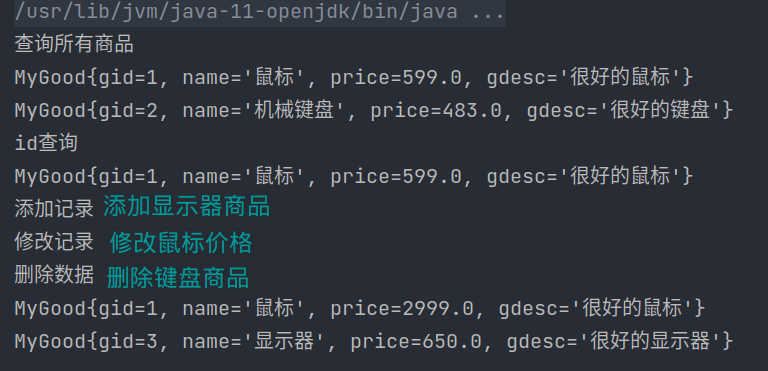 /usr/lib/jvm/java-11-openjdk/bin/java ...
查询所有商品
MyGood{gid=1, name='鼠标', price=599.0, gdesc='很好的鼠标'}
MyGood{gid=2, name='机械键盘', price=483.0, gdesc='很好的键盘'}
id查询
MyGood{gid=1, name='鼠标', price=599.0, gdesc='很好的鼠标'}
添加记录 添加显示器商品
修改记录 修改鼠标价格
删除数据 删除键盘商品
MyGood{gid=1, name='鼠标', price=2999.0, gdesc='很好的鼠标'}
MyGood{gid=3, name='显示器', price=650.0, gdesc='很好的显示器'}